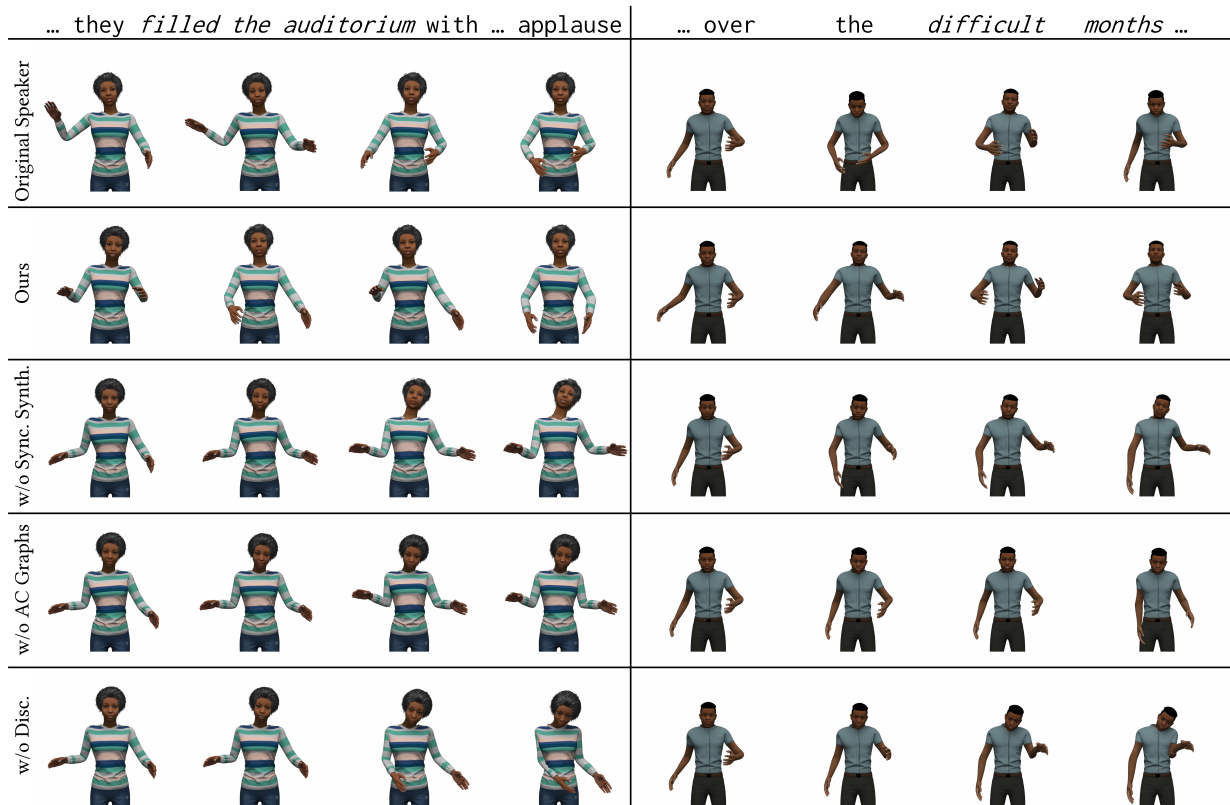 … they filled the auditorium with … applause
… over the difficult months …
Original Speaker
Ours
w/o Sync. Synth.
w/o AC Graphs
w/o Disc.